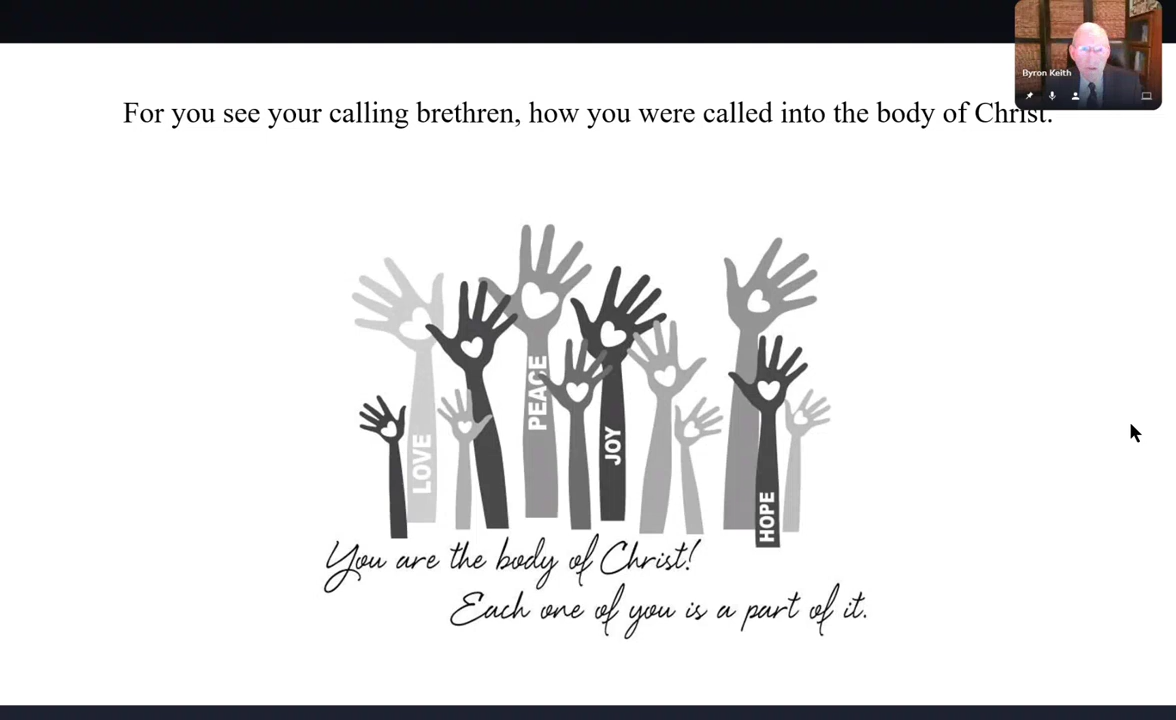 Byron Keith
For you see your calling brethren, how you were called into the body of Christ.
PEACE
LOVE
JOY
HOPE
You are the body of Christ!
Each one of you is a part of it.